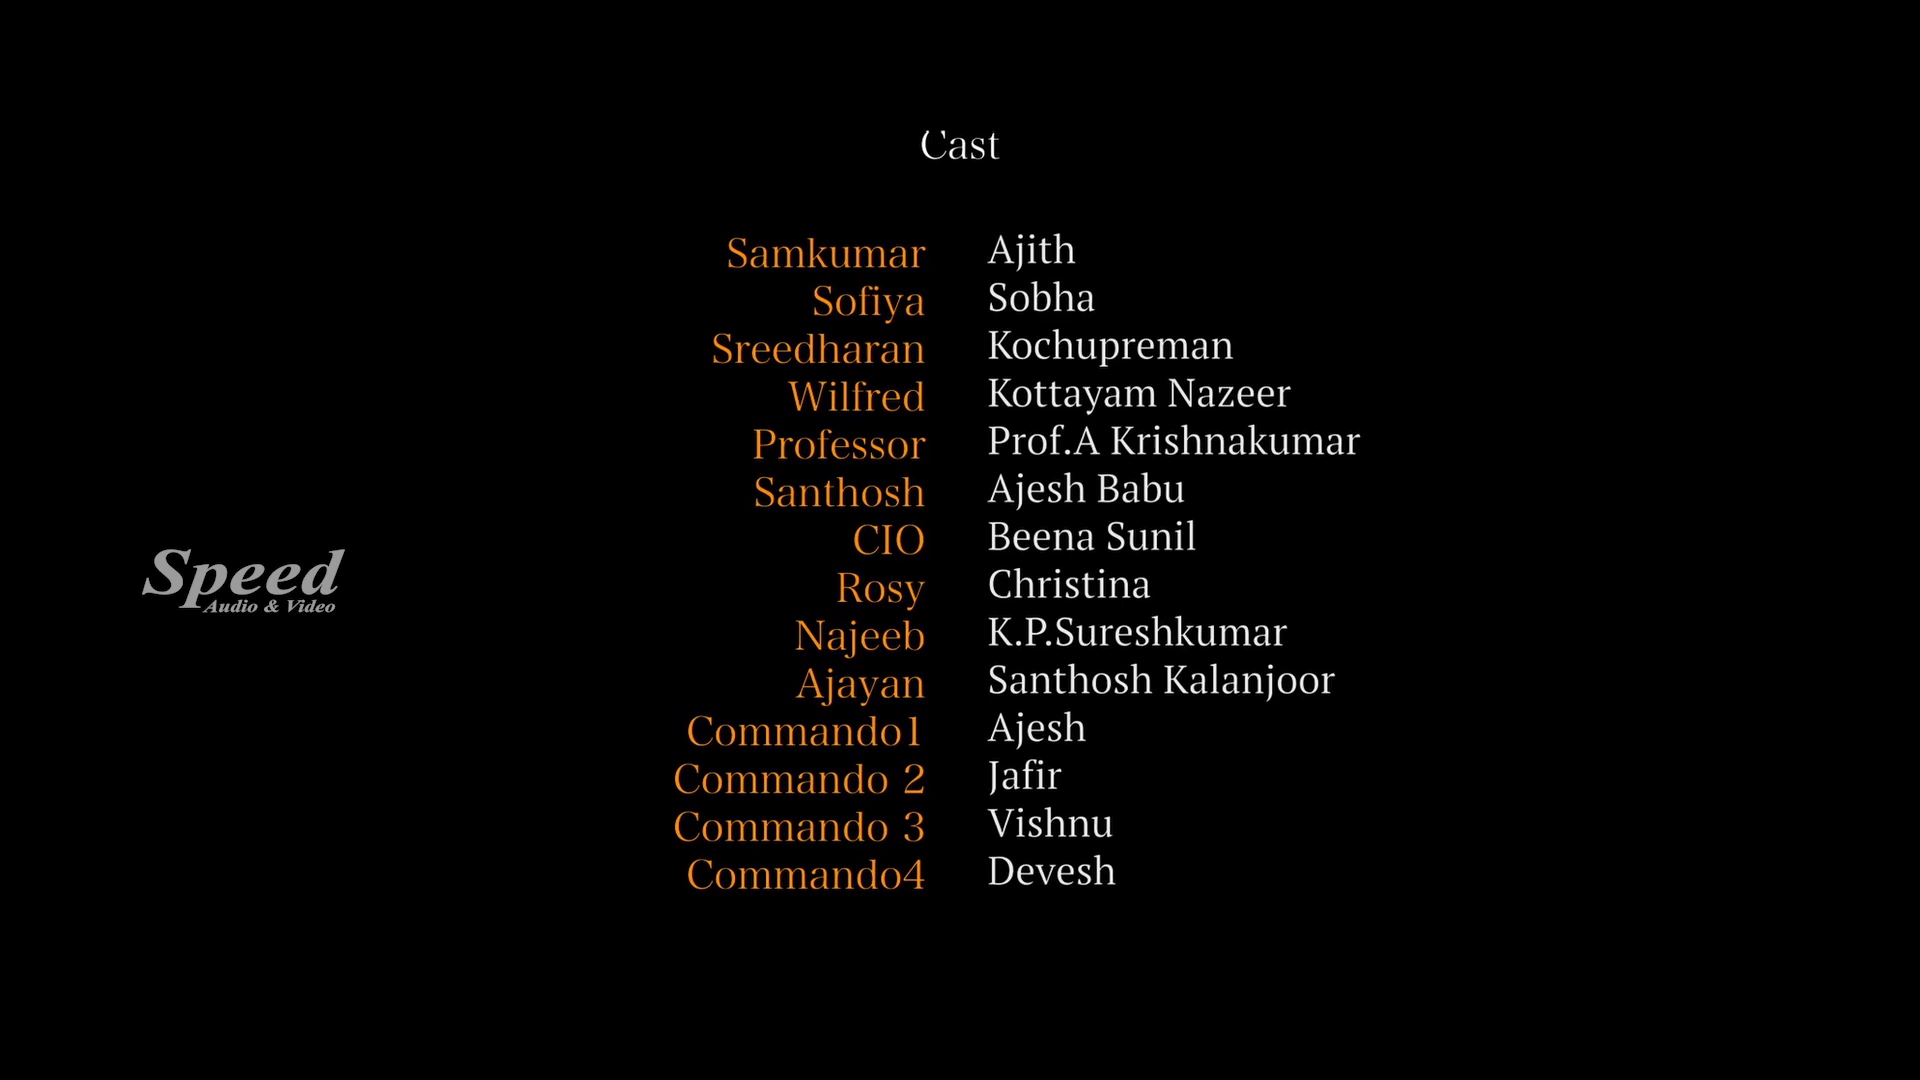 Cast
Samkumar Ajith
Sofiya Sobha
Sreedharan Kochupreman
Wilfred Kottayam Nazeer
Professor Prof.A Krishnakumar
Santhosh Ajesh Babu
CIO Beena Sunil
Rosy Christina
Najeeb K.P.Sureshkumar
Ajayan Santhosh Kalanjoor
Commando1 Ajesh
Commando 2 Jafir
Commando 3 Vishnu
Commando4 Devesh
Speed
Audio & Video